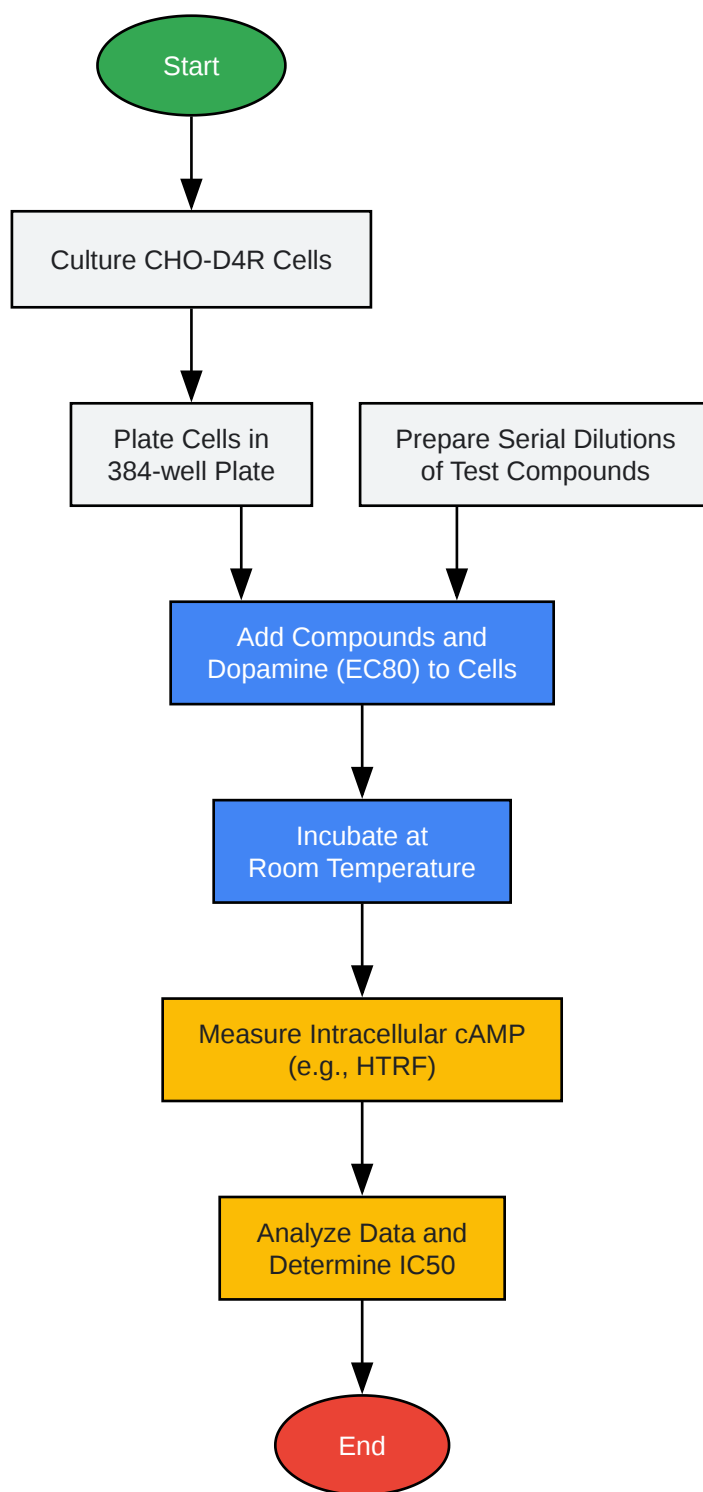 Start
Culture CHO-D4R Cells
Plate Cells in
384-well Plate
Prepare Serial Dilutions
of Test Compounds
Add Compounds and
Dopamine (EC80) to Cells
Incubate at
Room Temperature
Measure Intracellular cAMP
(e.g., HTRF)
Analyze Data and
Determine IC50
End